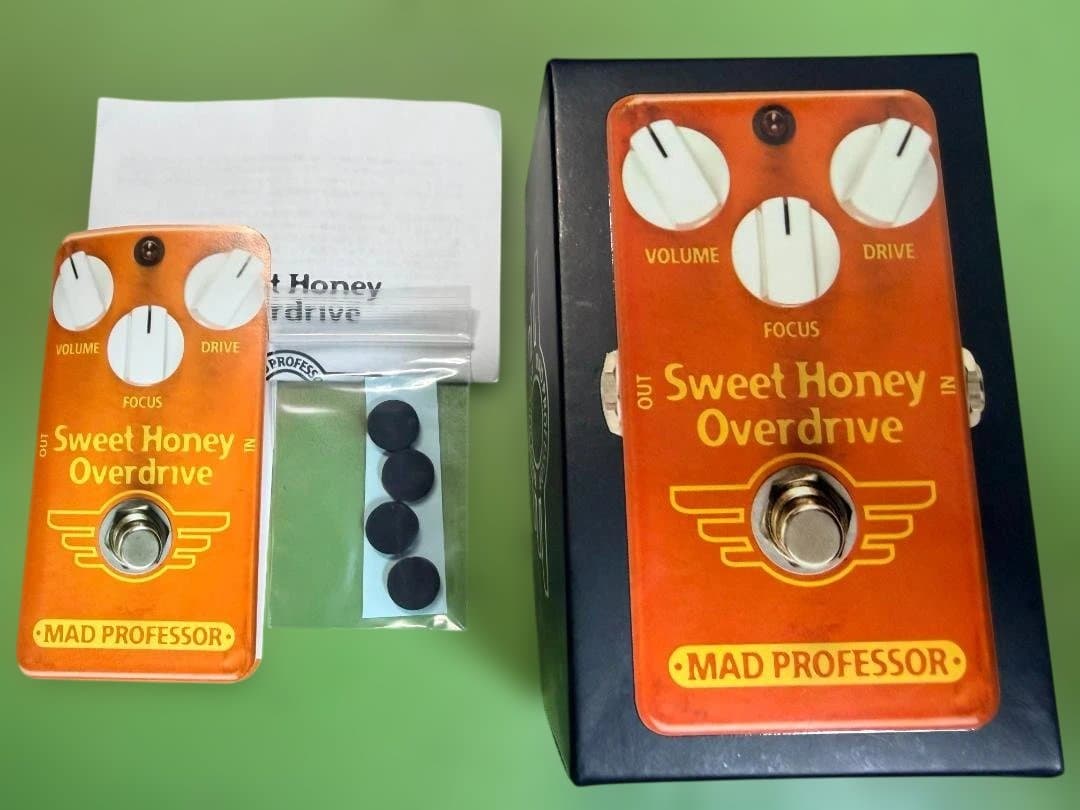 t Honey
rdrive
PROFESSO
VOLUME
DRIVE
FOCUS
OUT
Sweet Honey
IN
Overdrive
MAD PROFESSOR
VOLUME
DRIVE
FOCUS
OUT
Sweet Honey
IN
Overdrive
MAD PROFESSOR